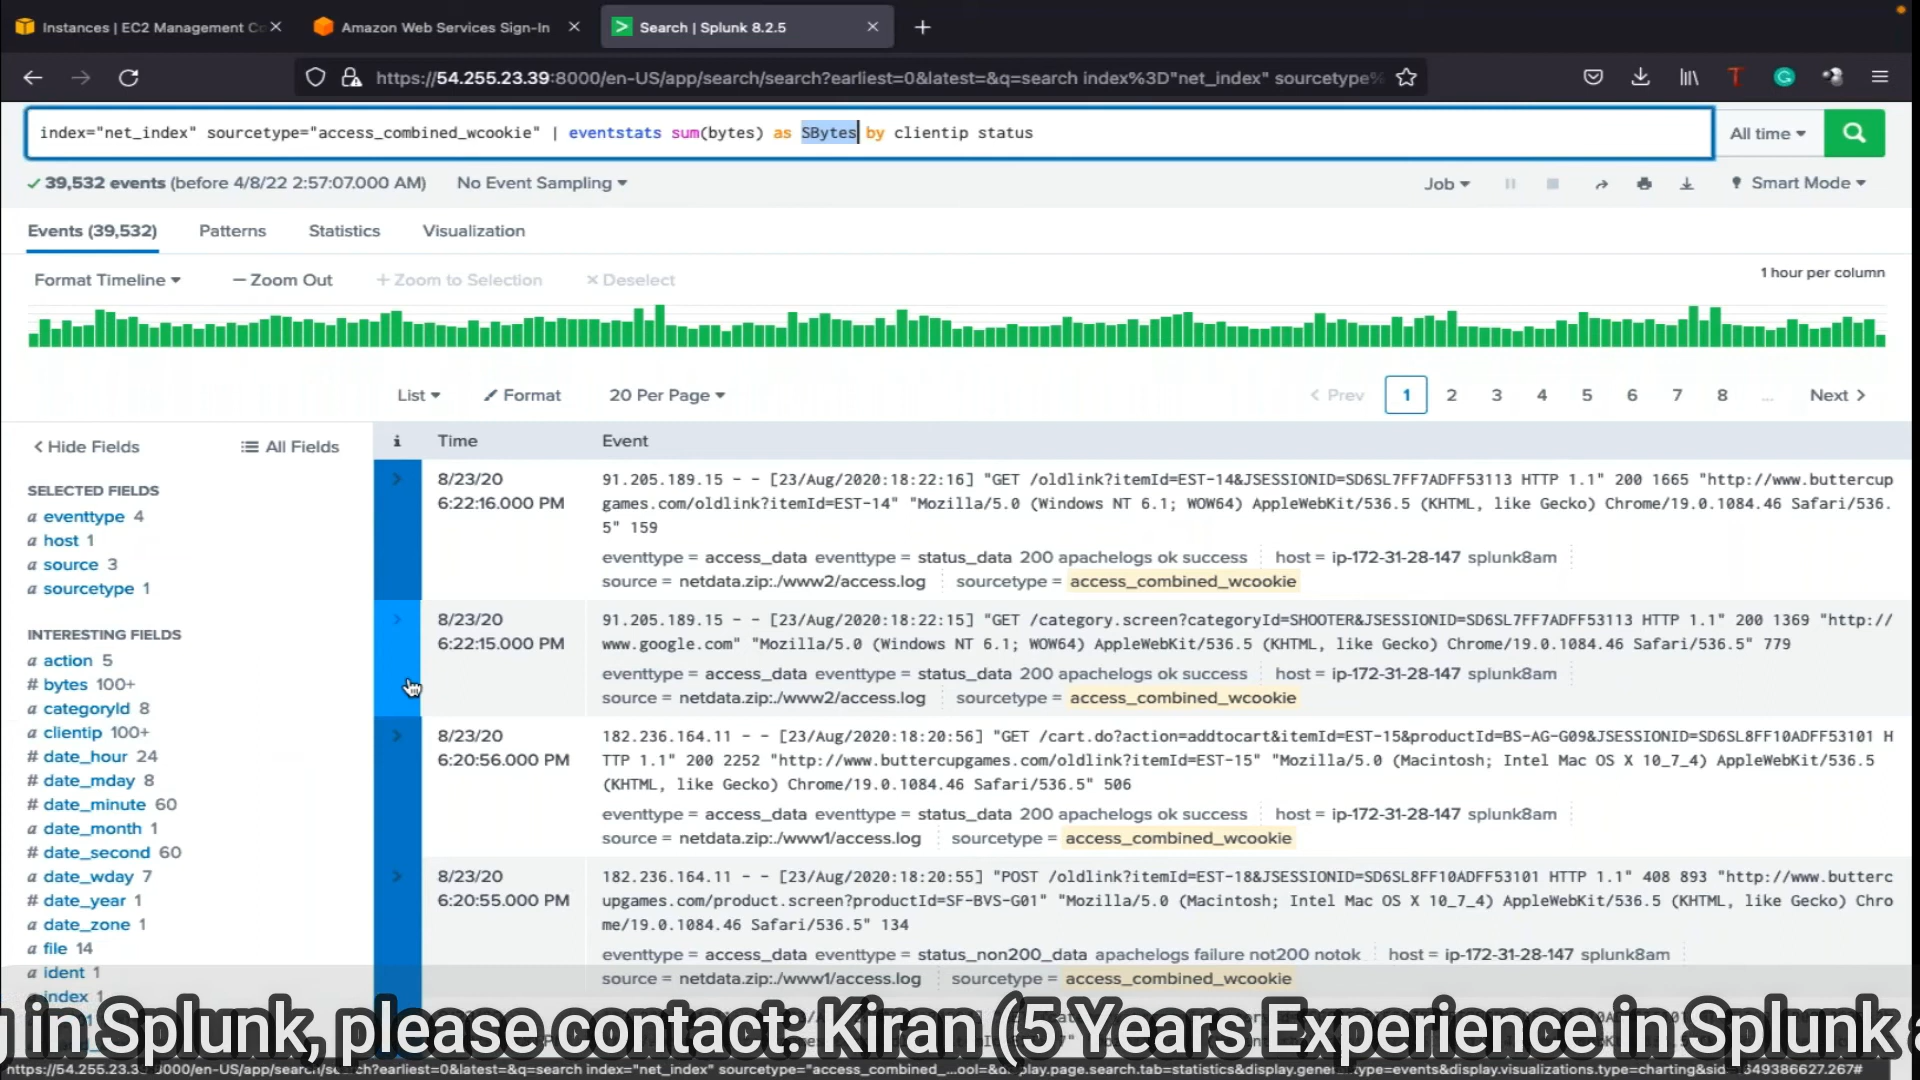 Instances | EC2 Management Co
Amazon Web Services Sign-In
Search | Splunk 8.2.5
https://54.255.23.39:8000/en-US/app/search/search?earliest=0&latest=&q=search index%3D"net_index" sourcetype%
index="net_index" sourcetype="access_combined_wcookie" | eventstats sum(bytes) as SBytes by clientip status
All time
39,532 events (before 4/8/22 2:57:07.000 AM)
No Event Sampling
Job
Smart Mode
Events (39,532)
Patterns
Statistics
Visualization
Format Timeline
— Zoom Out
+ Zoom to Selection
× Deselect
1 hour per column
List
Format
20 Per Page
< Prev
1
2
3
4
5
6
7
8
...
Next >
< Hide Fields
All Fields
i
Time
Event
SELECTED FIELDS
a eventtype 4
a host 1
a source 3
a sourcetype 1
INTERESTING FIELDS
a action 5
# bytes 100+
a categoryId 8
a clientip 100+
# date_hour 24
# date_mday 8
# date_minute 60
a date_month 1
# date_second 60
a date_wday 7
# date_year 1
a date_zone 1
a file 14
a ident 1
a index 1
8/23/20
6:22:16.000 PM
91.205.189.15 - - [23/Aug/2020:18:22:16] "GET /oldlink?itemId=EST-14&JSESSIONID=SD6SL7FF7ADFF53113 HTTP 1.1" 200 1665 "http://www.buttercup
games.com/oldlink?itemId=EST-14" "Mozilla/5.0 (Windows NT 6.1; WOW64) AppleWebKit/536.5 (KHTML, like Gecko) Chrome/19.0.1084.46 Safari/536.
5" 159
eventtype = access_data eventtype = status_data 200 apachelogs ok success host = ip-172-31-28-147 splunk8am
source = netdata.zip:./www2/access.log sourcetype = access_combined_wcookie
8/23/20
6:22:15.000 PM
91.205.189.15 - - [23/Aug/2020:18:22:15] "GET /category.screen?categoryId=SHOOTER&JSESSIONID=SD6SL7FF7ADFF53113 HTTP 1.1" 200 1369 "http://
www.google.com" "Mozilla/5.0 (Windows NT 6.1; WOW64) AppleWebKit/536.5 (KHTML, like Gecko) Chrome/19.0.1084.46 Safari/536.5" 779
eventtype = access_data eventtype = status_data 200 apachelogs ok success host = ip-172-31-28-147 splunk8am
source = netdata.zip:./www2/access.log sourcetype = access_combined_wcookie
8/23/20
6:20:56.000 PM
182.236.164.11 - - [23/Aug/2020:18:20:56] "GET /cart.do?action=addtocart&itemId=EST-15&productId=BS-AG-G09&JSESSIONID=SD6SL8FF10ADFF53101 H
TTP 1.1" 200 2252 "http://www.buttercupgames.com/oldlink?itemId=EST-15" "Mozilla/5.0 (Macintosh; Intel Mac OS X 10_7_4) AppleWebKit/536.5
(KHTML, like Gecko) Chrome/19.0.1084.46 Safari/536.5" 506
eventtype = access_data eventtype = status_data 200 apachelogs ok success host = ip-172-31-28-147 splunk8am
source = netdata.zip:./www1/access.log sourcetype = access_combined_wcookie
8/23/20
6:20:55.000 PM
182.236.164.11 - - [23/Aug/2020:18:20:55] "POST /oldlink?itemId=EST-18&JSESSIONID=SD6SL8FF10ADFF53101 HTTP 1.1" 408 893 "http://www.butterc
upgames.com/product.screen?productId=SF-BVS-G01" "Mozilla/5.0 (Macintosh; Intel Mac OS X 10_7_4) AppleWebKit/536.5 (KHTML, like Gecko) Chro
me/19.0.1084.46 Safari/536.5" 134
eventtype = access_data eventtype = status_non200_data apachelogs failure not200 notok host = ip-172-31-28-147 splunk8am
source = netdata.zip:./www1/access.log sourcetype = access_combined_wcookie
g in Splunk, please contact: Kiran (5 Years Experience in Splunk a